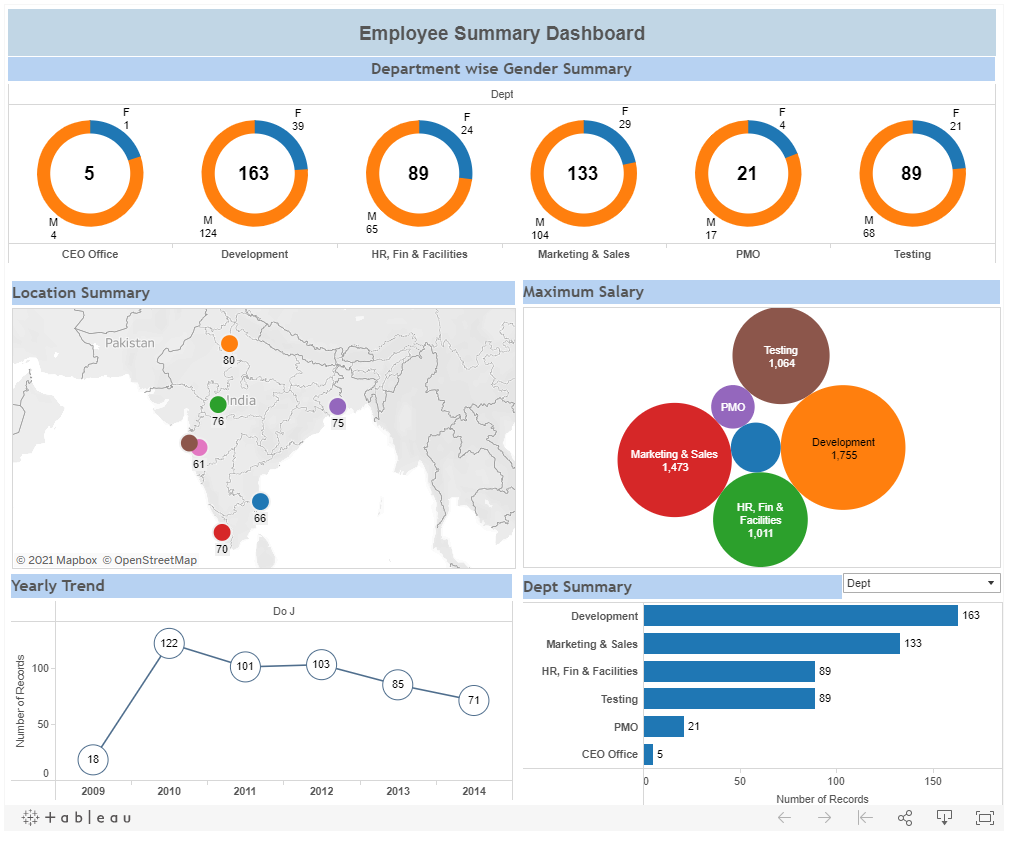 Employee Summary Dashboard
Department wise Gender Summary
Dept
F
1
5
M
4
CEO Office
F
39
163
M
124
Development
F
24
89
M
65
HR, Fin & Facilities
F
29
133
M
104
Marketing & Sales
F
4
21
M
17
PMO
F
21
89
M
68
Testing
Location Summary
Pakistan
India
80
76
75
61
66
70
© 2021 Mapbox © OpenStreetMap
Maximum Salary
Testing
1,064
PMO
Development
1,755
Marketing & Sales
1,473
HR, Fin &
Facilities
1,011
Yearly Trend
Do J
Number of Records
100
50
0
18
122
101
103
85
71
2009
2010
2011
2012
2013
2014
Dept Summary
Dept
Development 163
Marketing & Sales 133
HR, Fin & Facilities 89
Testing 89
PMO 21
CEO Office 5
0 50 100 150
Number of Records
+ a b l e a u